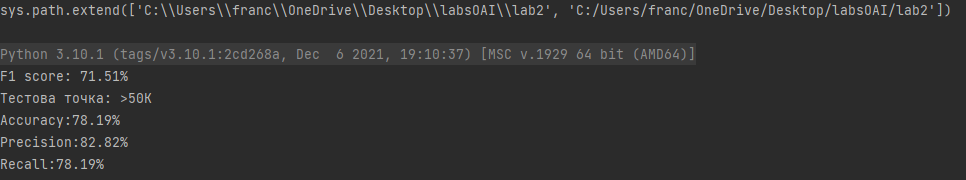 sys.path.extend(['C:\\Users\\franc\\OneDrive\\Desktop\\labsOAI\\lab2', 'C:/Users/franc/OneDrive/Desktop/labsOAI/lab2'])
Python 3.10.1 (tags/v3.10.1:2cd268a, Dec  6 2021, 19:10:37) [MSC v.1929 64 bit (AMD64)]
F1 score: 71.51%
Тестова точка: >50K
Accuracy:78.19%
Precision:82.82%
Recall:78.19%